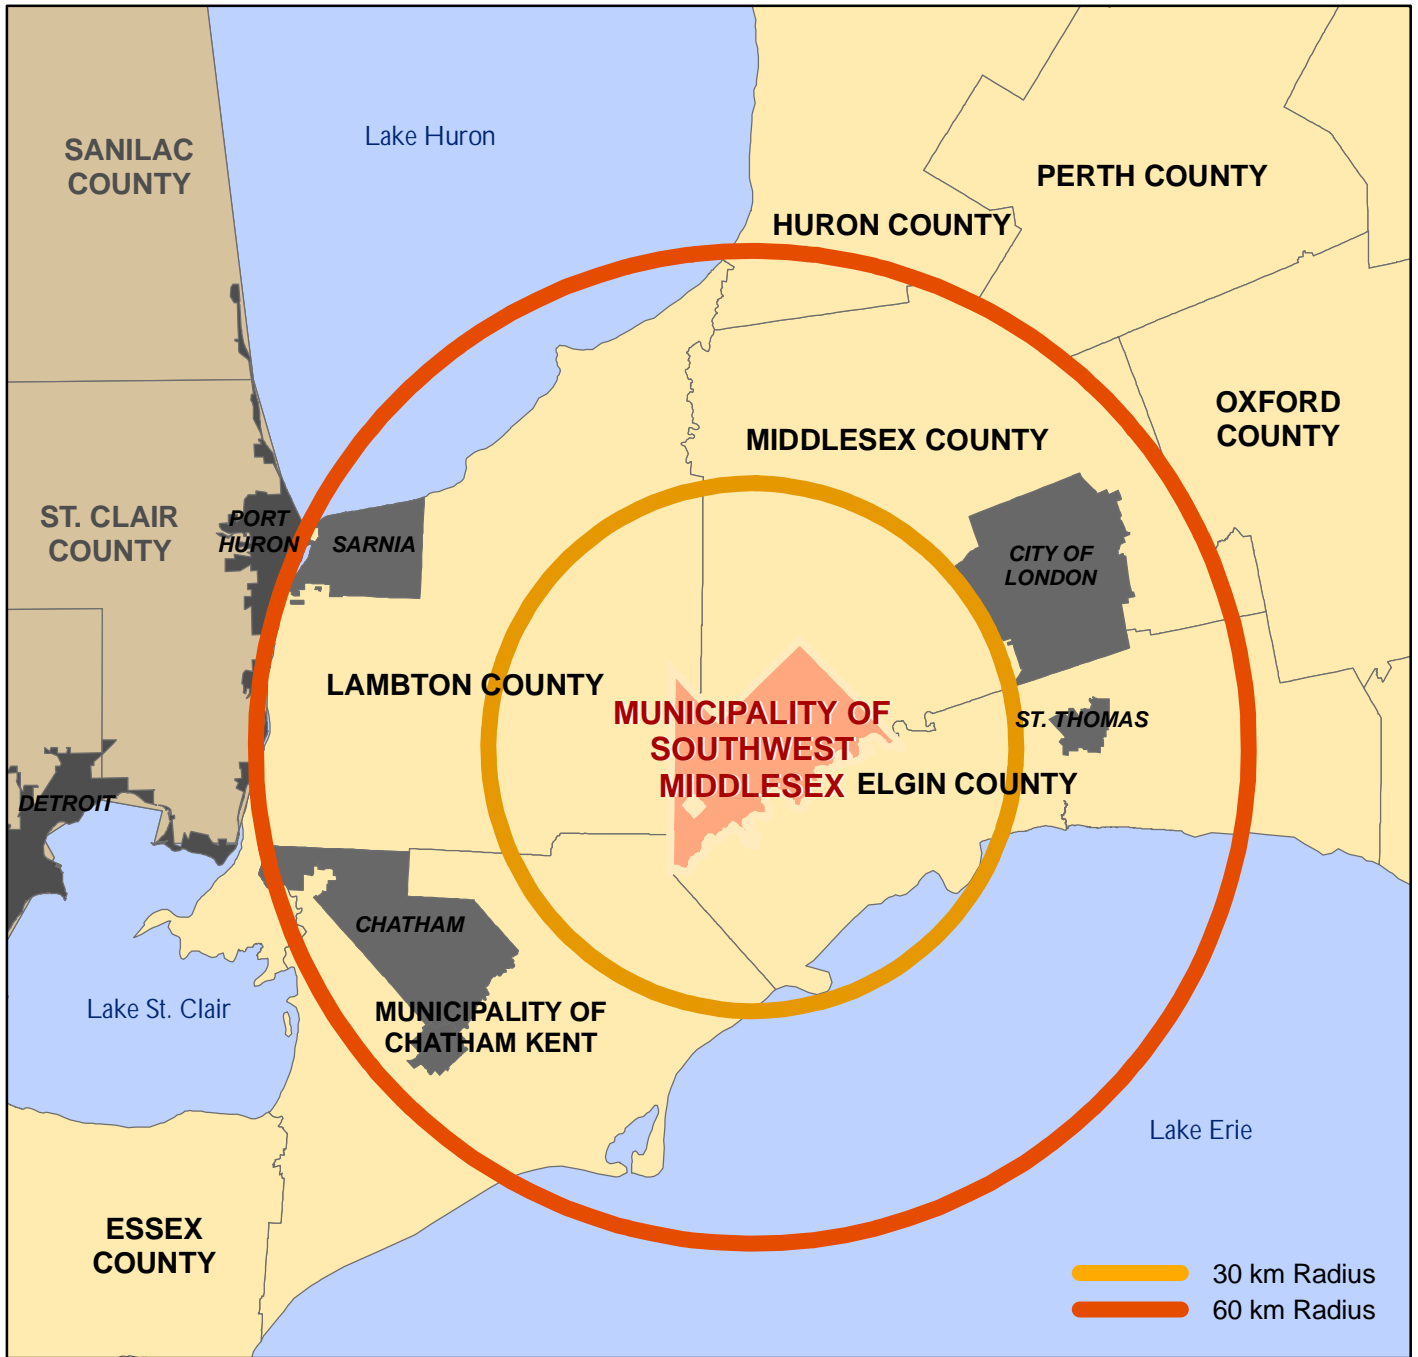 Lake Huron
SANILAC
COUNTY
PERTH COUNTY
HURON COUNTY
OXFORD
COUNTY
MIDDLESEX COUNTY
ST. CLAIR
COUNTY
PORT
HURON
SARNIA
CITY OF
LONDON
LAMBTON COUNTY
MUNICIPALITY OF
SOUTHWEST
MIDDLESEX
ST. THOMAS
ELGIN COUNTY
DETROIT
CHATHAM
Lake St. Clair
MUNICIPALITY OF
CHATHAM KENT
Lake Erie
ESSEX
COUNTY
30 km Radius
60 km Radius